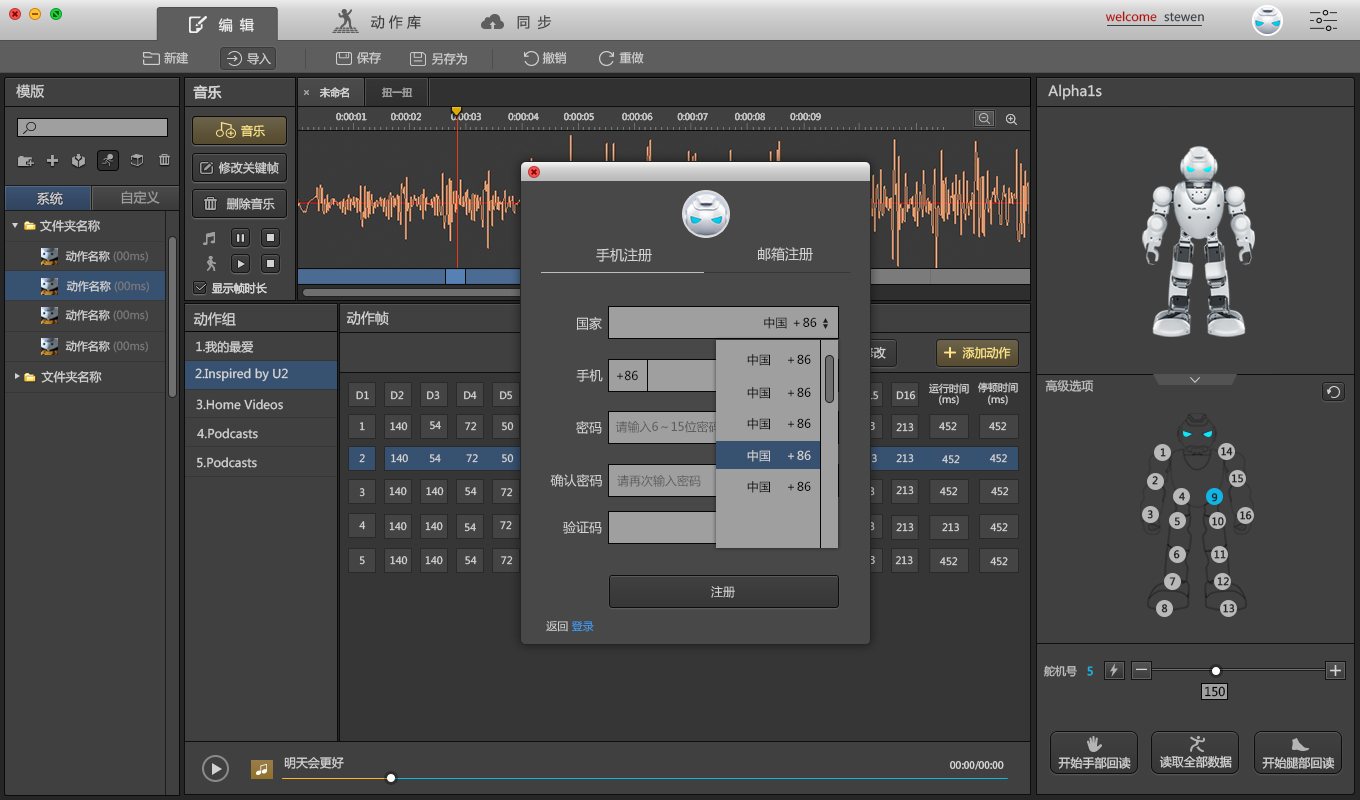 编 辑
动作库
同 步
welcome stewen
新建
导入
保存
另存为
撤销
重做
模版
系统
自定义
文件夹名称
动作名称 (00ms)
动作名称 (00ms)
动作名称 (00ms)
动作名称 (00ms)
文件夹名称
音乐
音乐
修改关键帧
删除音乐
显示帧时长
× 未命名
扭一扭
0:00:01 0:00:02 0:00:03 0:00:04 0:00:05 0:00:06 0:00:07 0:00:08 0:00:09
动作组
1.我的最爱
2.Inspired by U2
3.Home Videos
4.Podcasts
5.Podcasts
动作帧
改
添加动作
D1 D2 D3 D4 D5 .5 D16 运行时间(ms) 停顿时间(ms)
1 140 54 72 50 3 213 452 452
2 140 54 72 50 3 213 452 452
3 140 140 54 72 3 213 452 452
4 140 140 54 72 3 213 213 452
5 140 140 54 72 3 213 452 452
手机注册
邮箱注册
国家
中国 +86
中国 +86
中国 +86
中国 +86
中国 +86
中国 +86
手机
+86
密码
请输入6～15位密码
确认密码
请再次输入密码
验证码
注册
返回 登录
明天会更好
00:00/00:00
Alpha1s
高级选项
1
2
3
4
5
6
7
8
9
10
11
12
13
14
15
16
舵机号 5
150
开始手部回读
读取全部数据
开始腿部回读